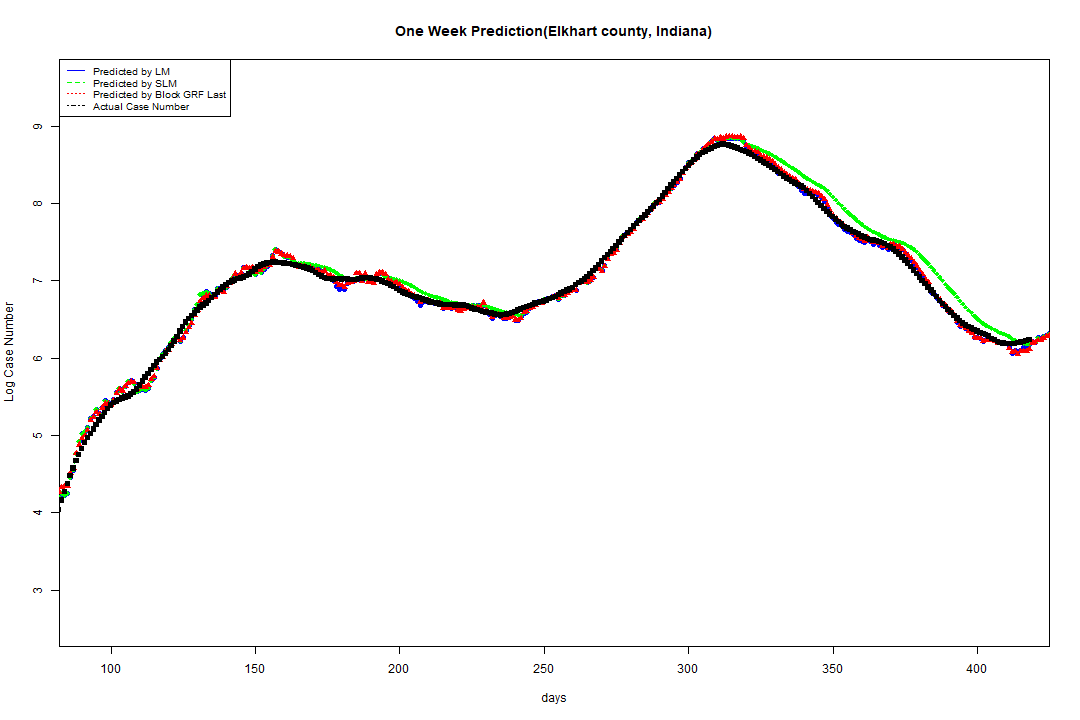 One Week Prediction(Elkhart county, Indiana)
Predicted by LM
Predicted by SLM
Predicted by Block GRF Last
Actual Case Number
9
8
7
6
5
4
3
Log Case Number
100 150 200 250 300 350 400
days